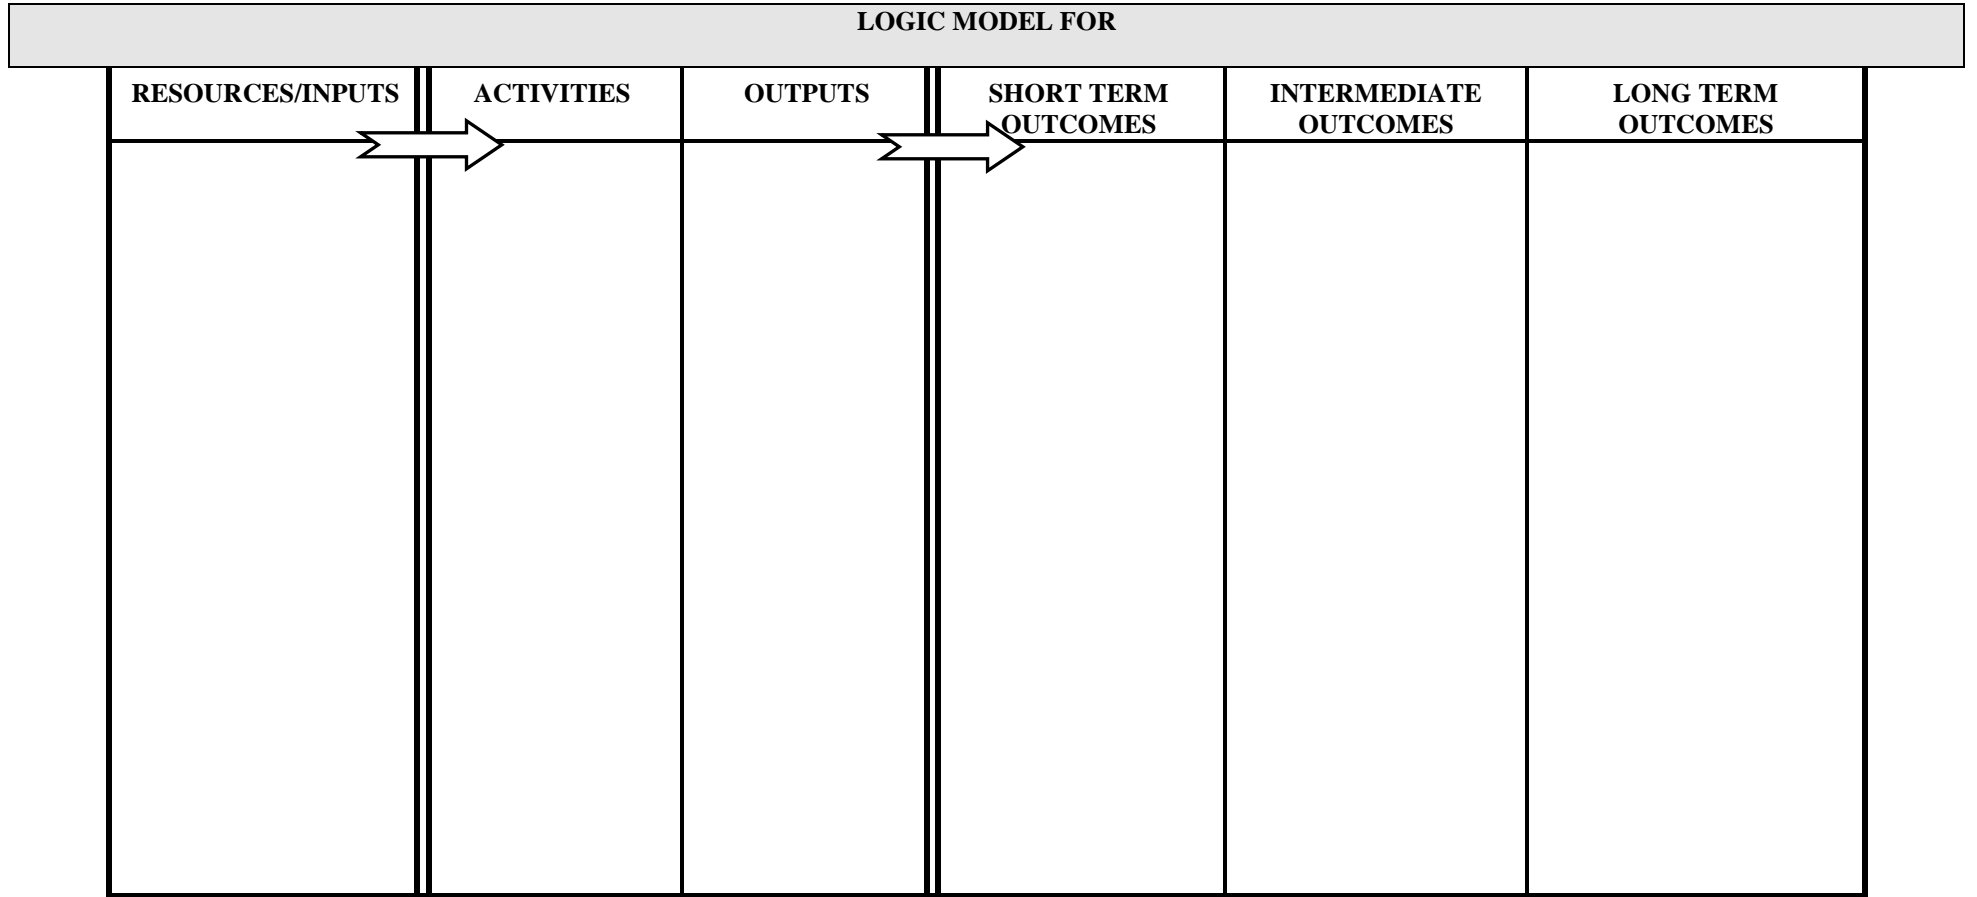 LOGIC MODEL FOR
RESOURCES/INPUTS
ACTIVITIES
OUTPUTS
SHORT TERM
OUTCOMES
INTERMEDIATE
OUTCOMES
LONG TERM
OUTCOMES